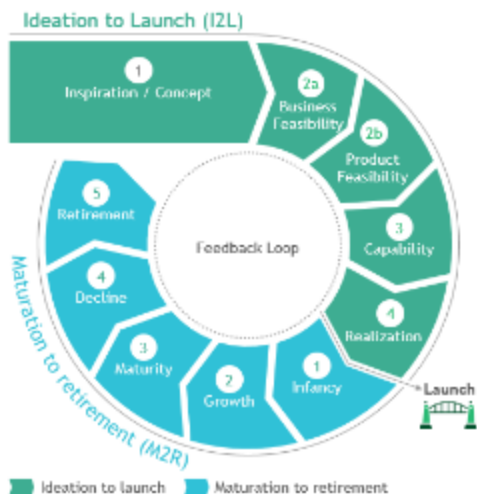 Ideation to Launch (I2L)
1
Inspiration / Concept
2a
Business
Feasibility
2b
Product
Feasibility
3
Capability
4
Realization
Launch
1
Infancy
2
Growth
3
Maturity
4
Decline
5
Retirement
Feedback Loop
Maturation to retirement (M2R)
Ideation to launch
Maturation to retirement